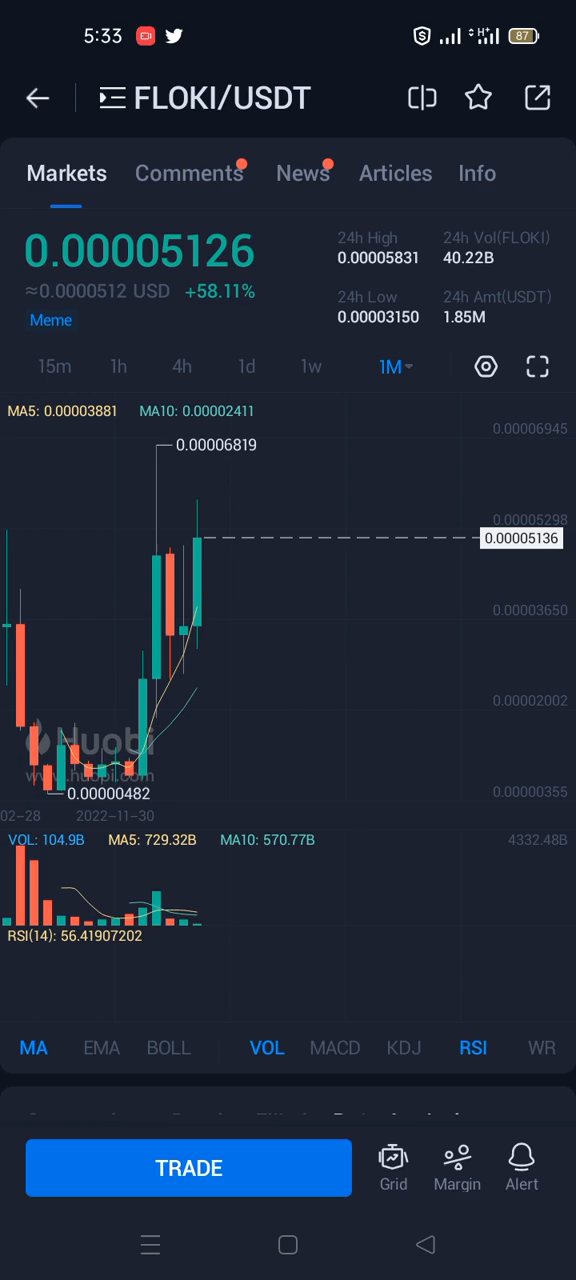 5:33
87
FLOKI/USDT
Markets Comments News Articles Info
0.00005126
≈0.0000512 USD +58.11%
Meme
24h High 24h Vol(FLOKI)
0.00005831 40.22B
24h Low 24h Amt(USDT)
0.00003150 1.85M
15m 1h 4h 1d 1w 1M
MA5: 0.00003881 MA10: 0.00002411
0.00006945
0.00006819
0.00005298
0.00005136
0.00003650
0.00002002
Huobi
www.huobi.com
0.00000482
0.00000355
02-28 2022-11-30
VOL: 104.9B MA5: 729.32B MA10: 570.77B 4332.48B
RSI(14): 56.41907202
MA EMA BOLL VOL MACD KDJ RSI WR
TRADE
Grid Margin Alert